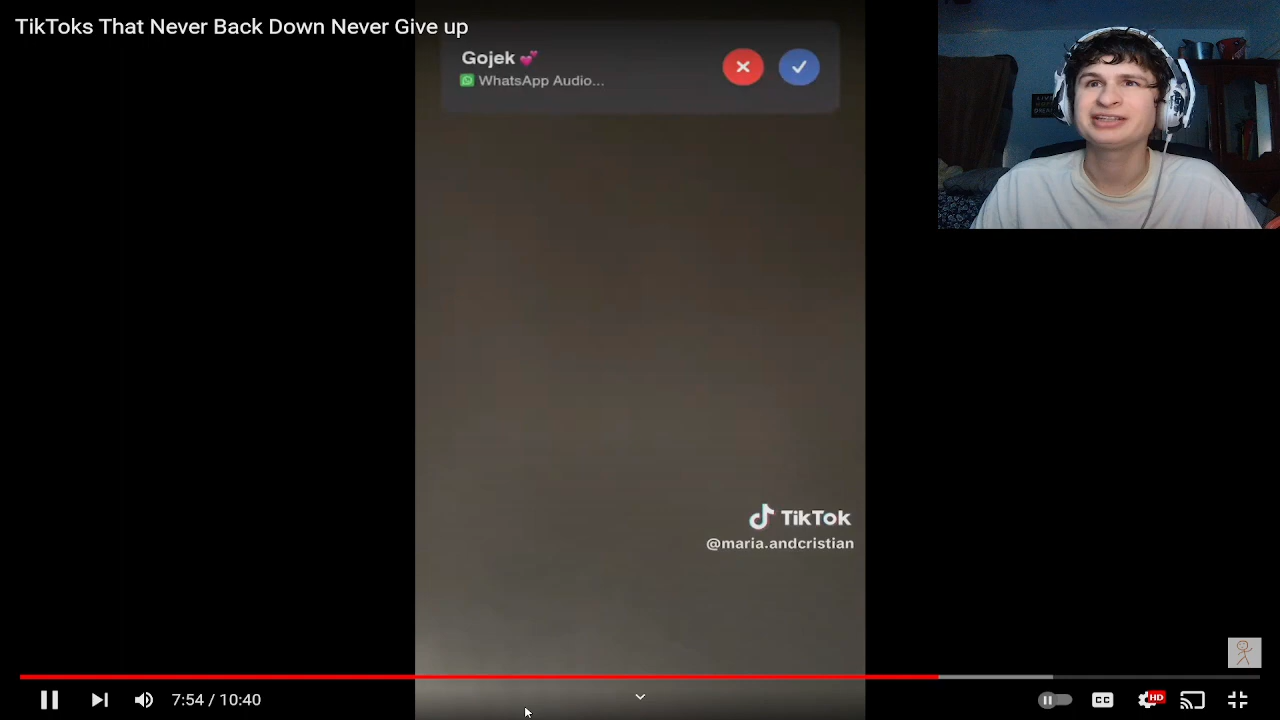 TikToks That Never Back Down Never Give up
Gojek 💕
WhatsApp Audio...
TikTok
@maria.andcristian
7:54 / 10:40
CC
HD